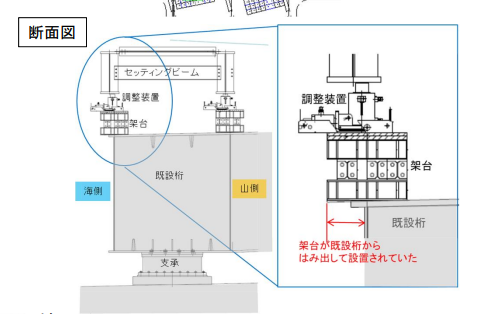 断面図
セッティングビーム
調整装置
架台
既設桁
海側
山側
支承
調整装置
架台
既設桁
架台が既設桁から
はみ出して設置されていた